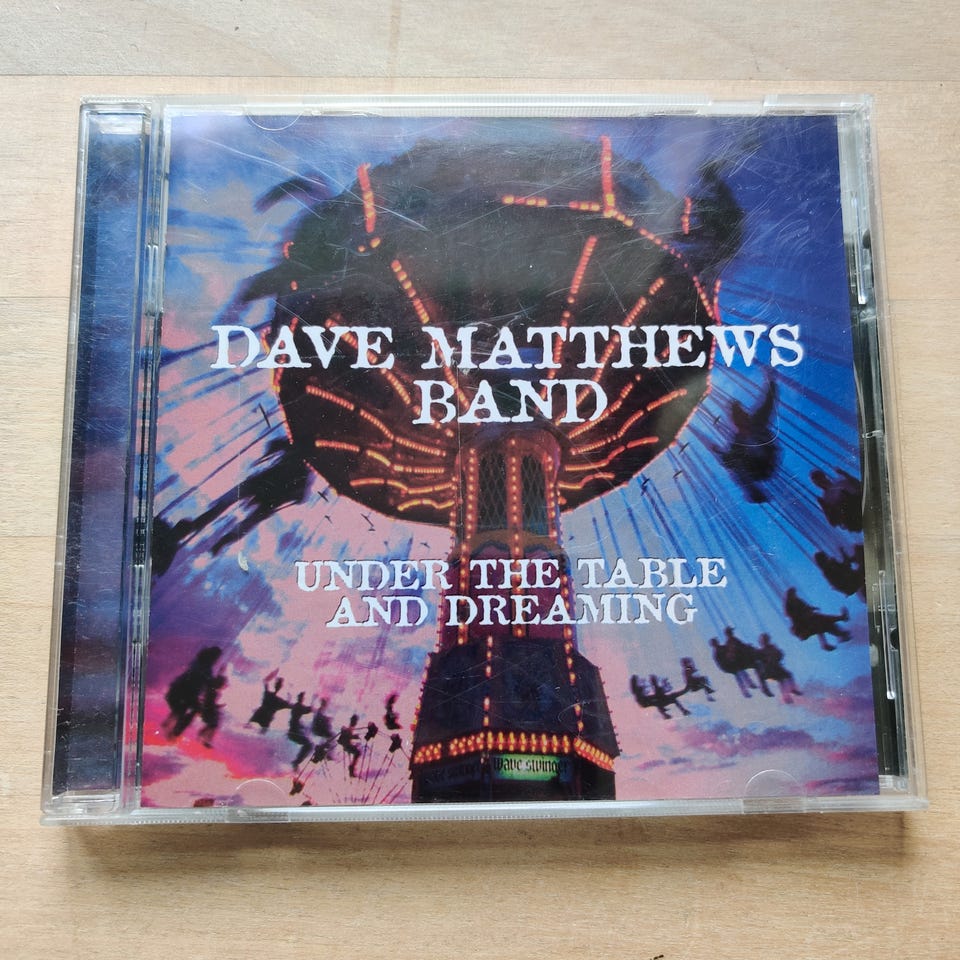 DAVE MATTHEWS
BAND
UNDER THE TABLE
AND DREAMING
wave swinger